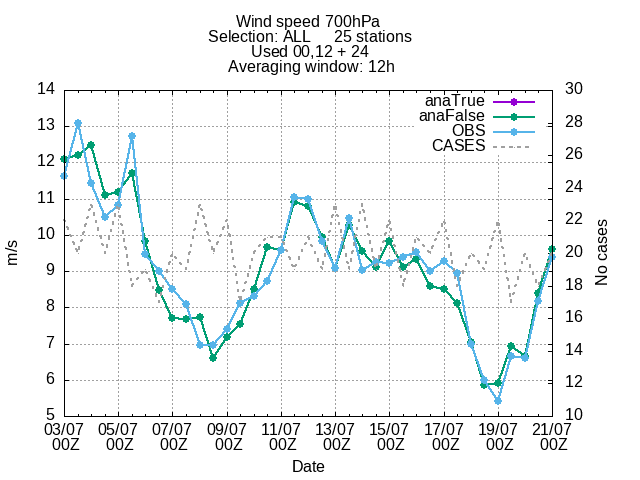 Wind speed 700hPa
Selection: ALL 25 stations
Used 00,12 + 24
Averaging window: 12h
anaTrue
anaFalse
OBS
CASES
14
13
12
11
10
9
8
7
6
5
m/s
30
28
26
24
22
20
18
16
14
12
10
No cases
03/07 05/07 07/07 09/07 11/07 13/07 15/07 17/07 19/07 21/07
00Z 00Z 00Z 00Z 00Z 00Z 00Z 00Z 00Z 00Z
Date